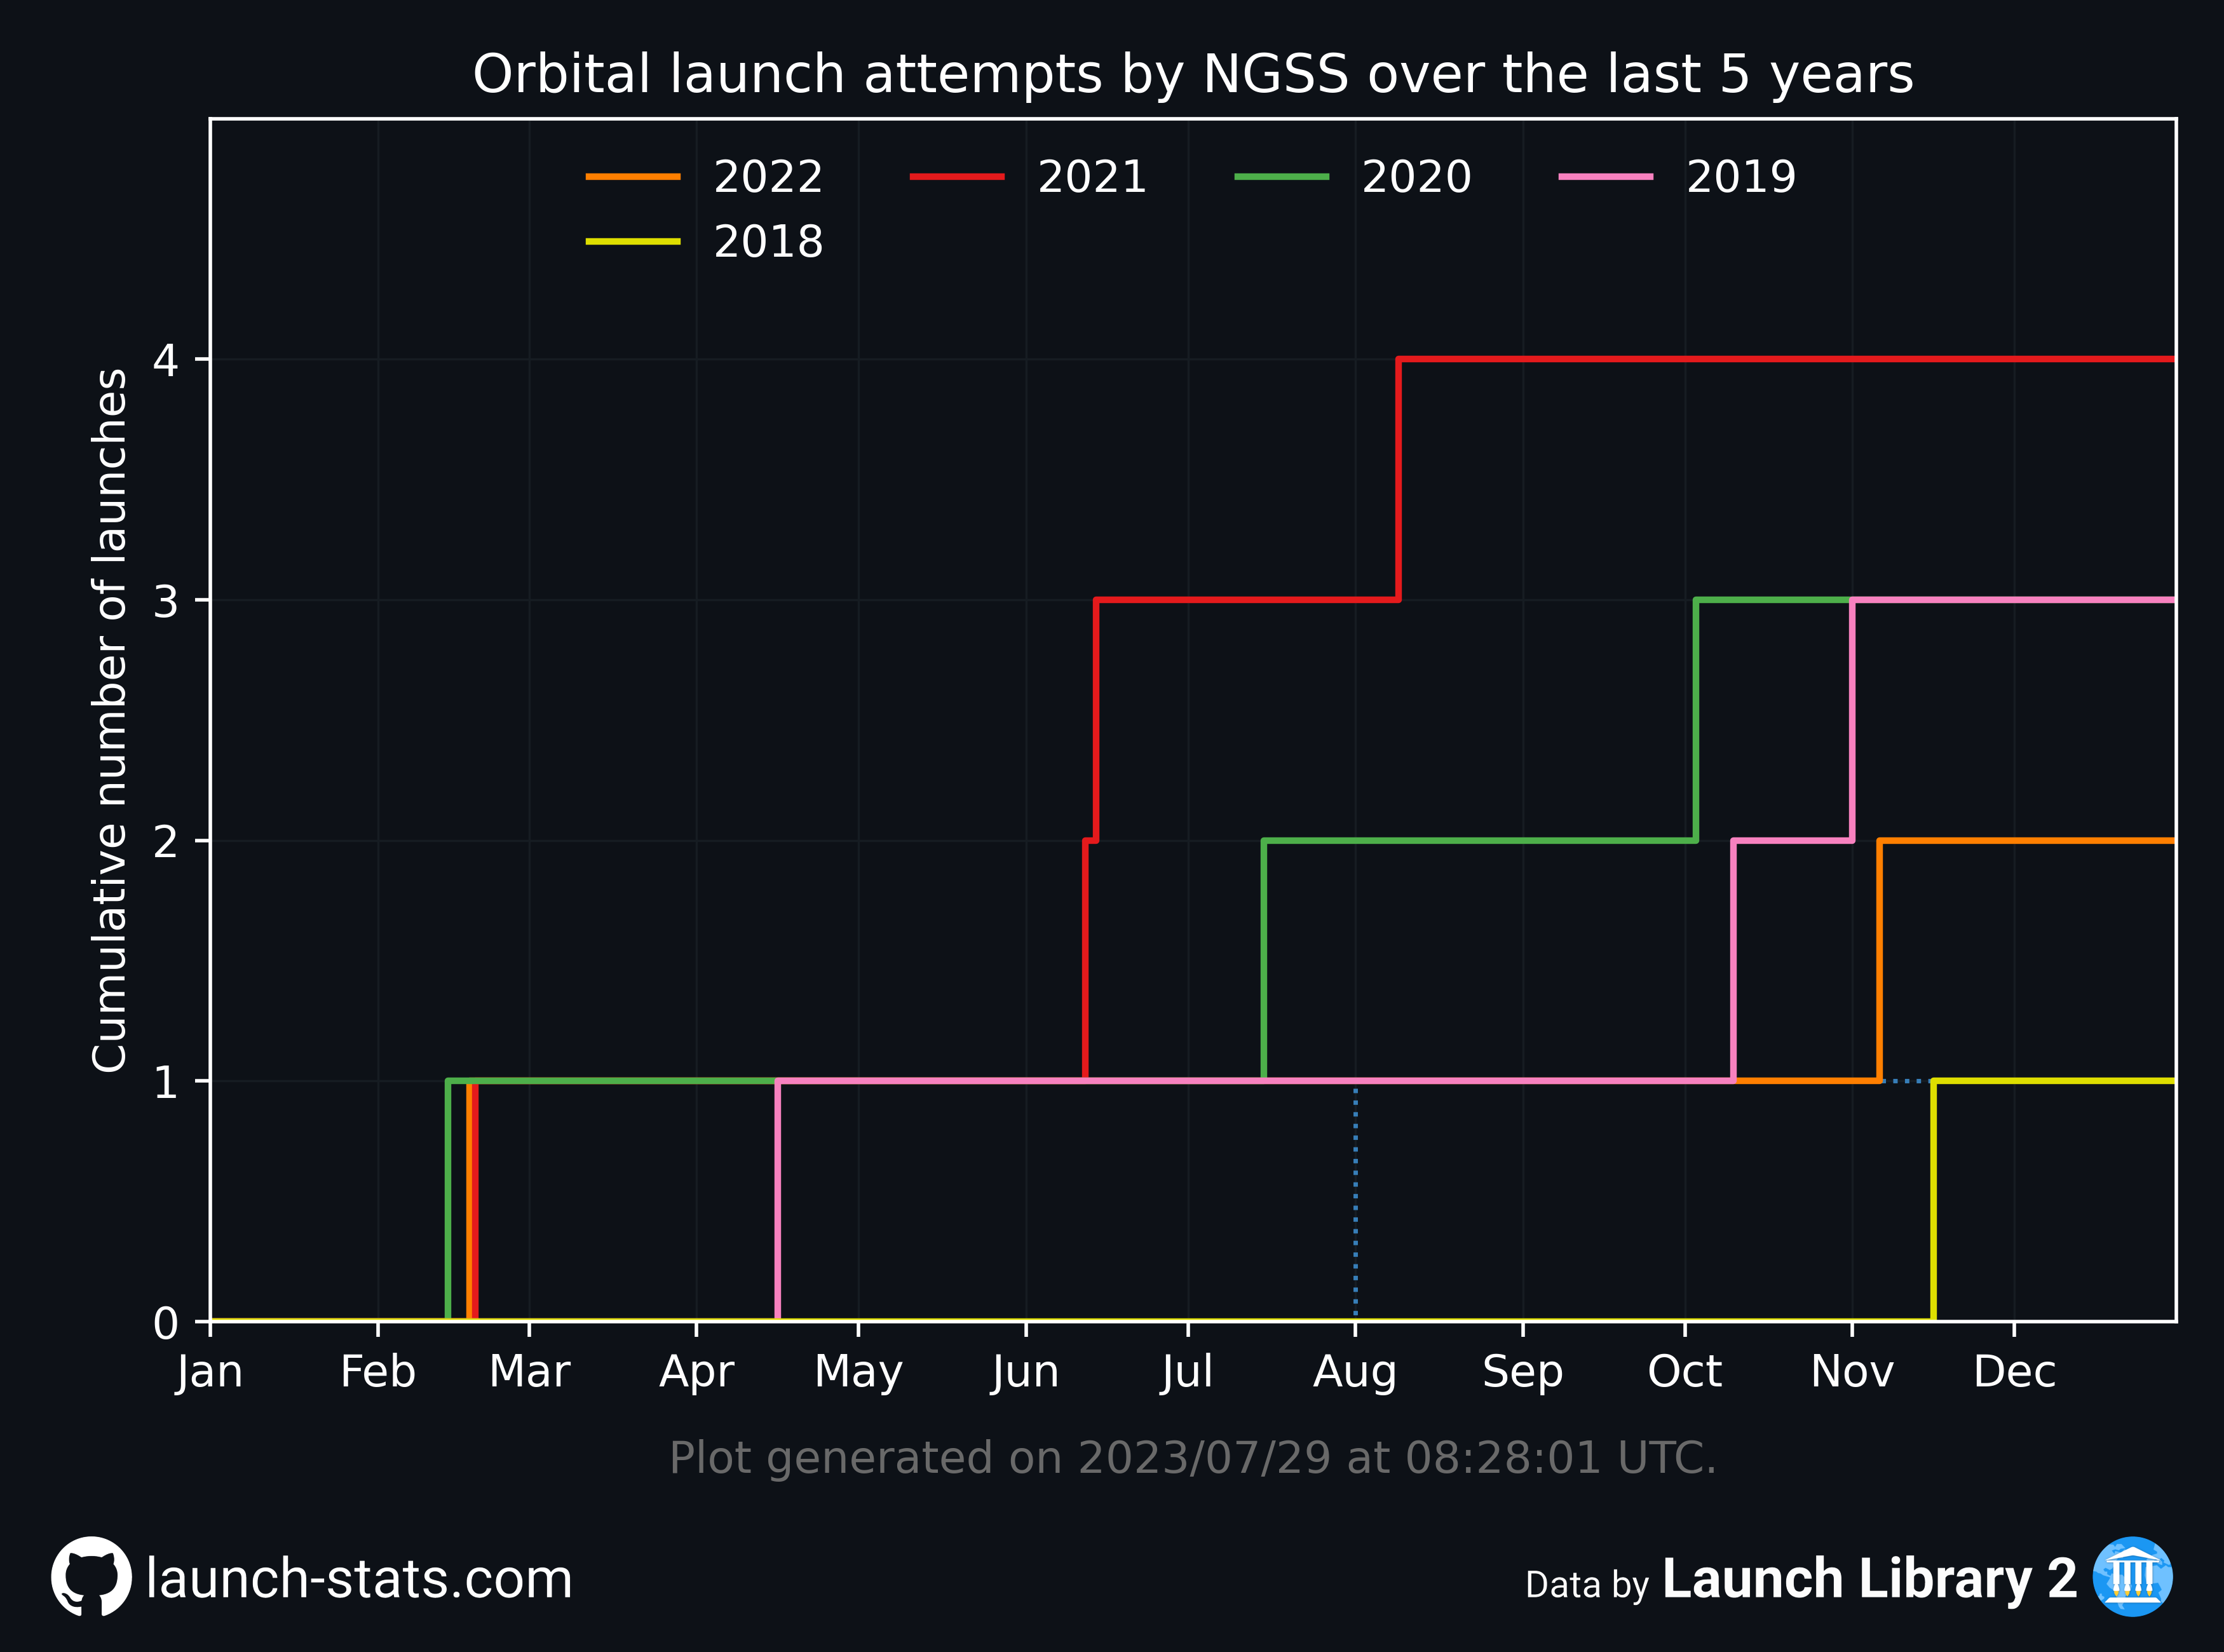 Orbital launch attempts by NGSS over the last 5 years
2022 2021 2020 2019
2018
Cumulative number of launches
4
3
2
1
0
Jan Feb Mar Apr May Jun Jul Aug Sep Oct Nov Dec
Plot generated on 2023/07/29 at 08:28:01 UTC.
launch-stats.com
Data by Launch Library 2